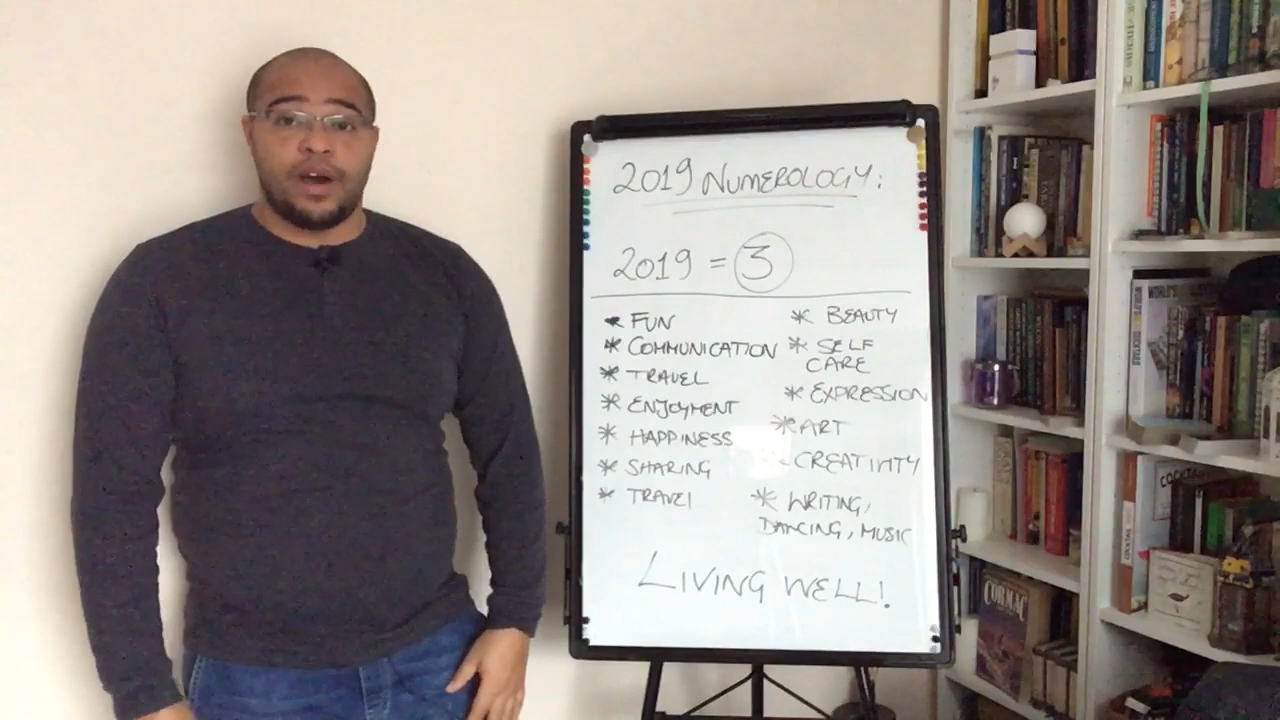 2019 NUMEROLOGY:
2019 = 3
* FUN
* COMMUNICATION
* TRAVEL
* ENJOYMENT
* HAPPINESS
* SHARING
* TRAVEL
* BEAUTY
* SELF
CARE
* EXPRESSION
* ART
* CREATIVITY
* WRITING,
DANCING, MUSIC
LIVING WELL!
CORMAC